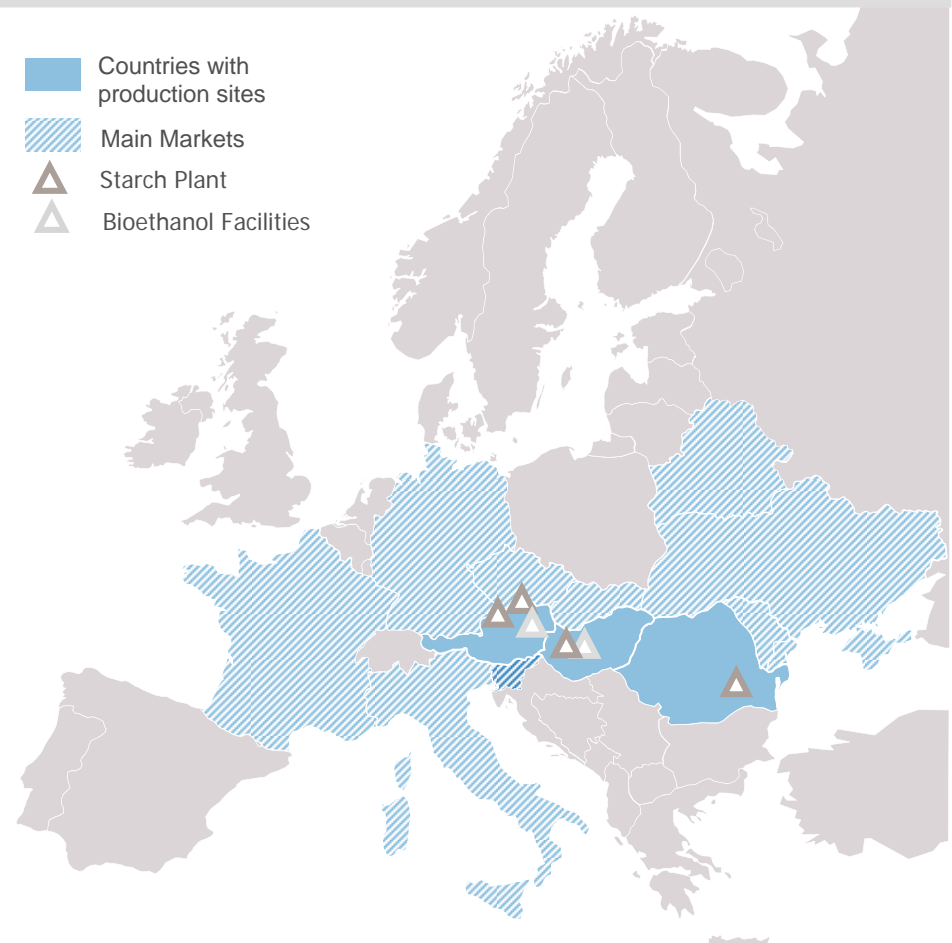 Countries with
production sites
Main Markets
Starch Plant
Bioethanol Facilities